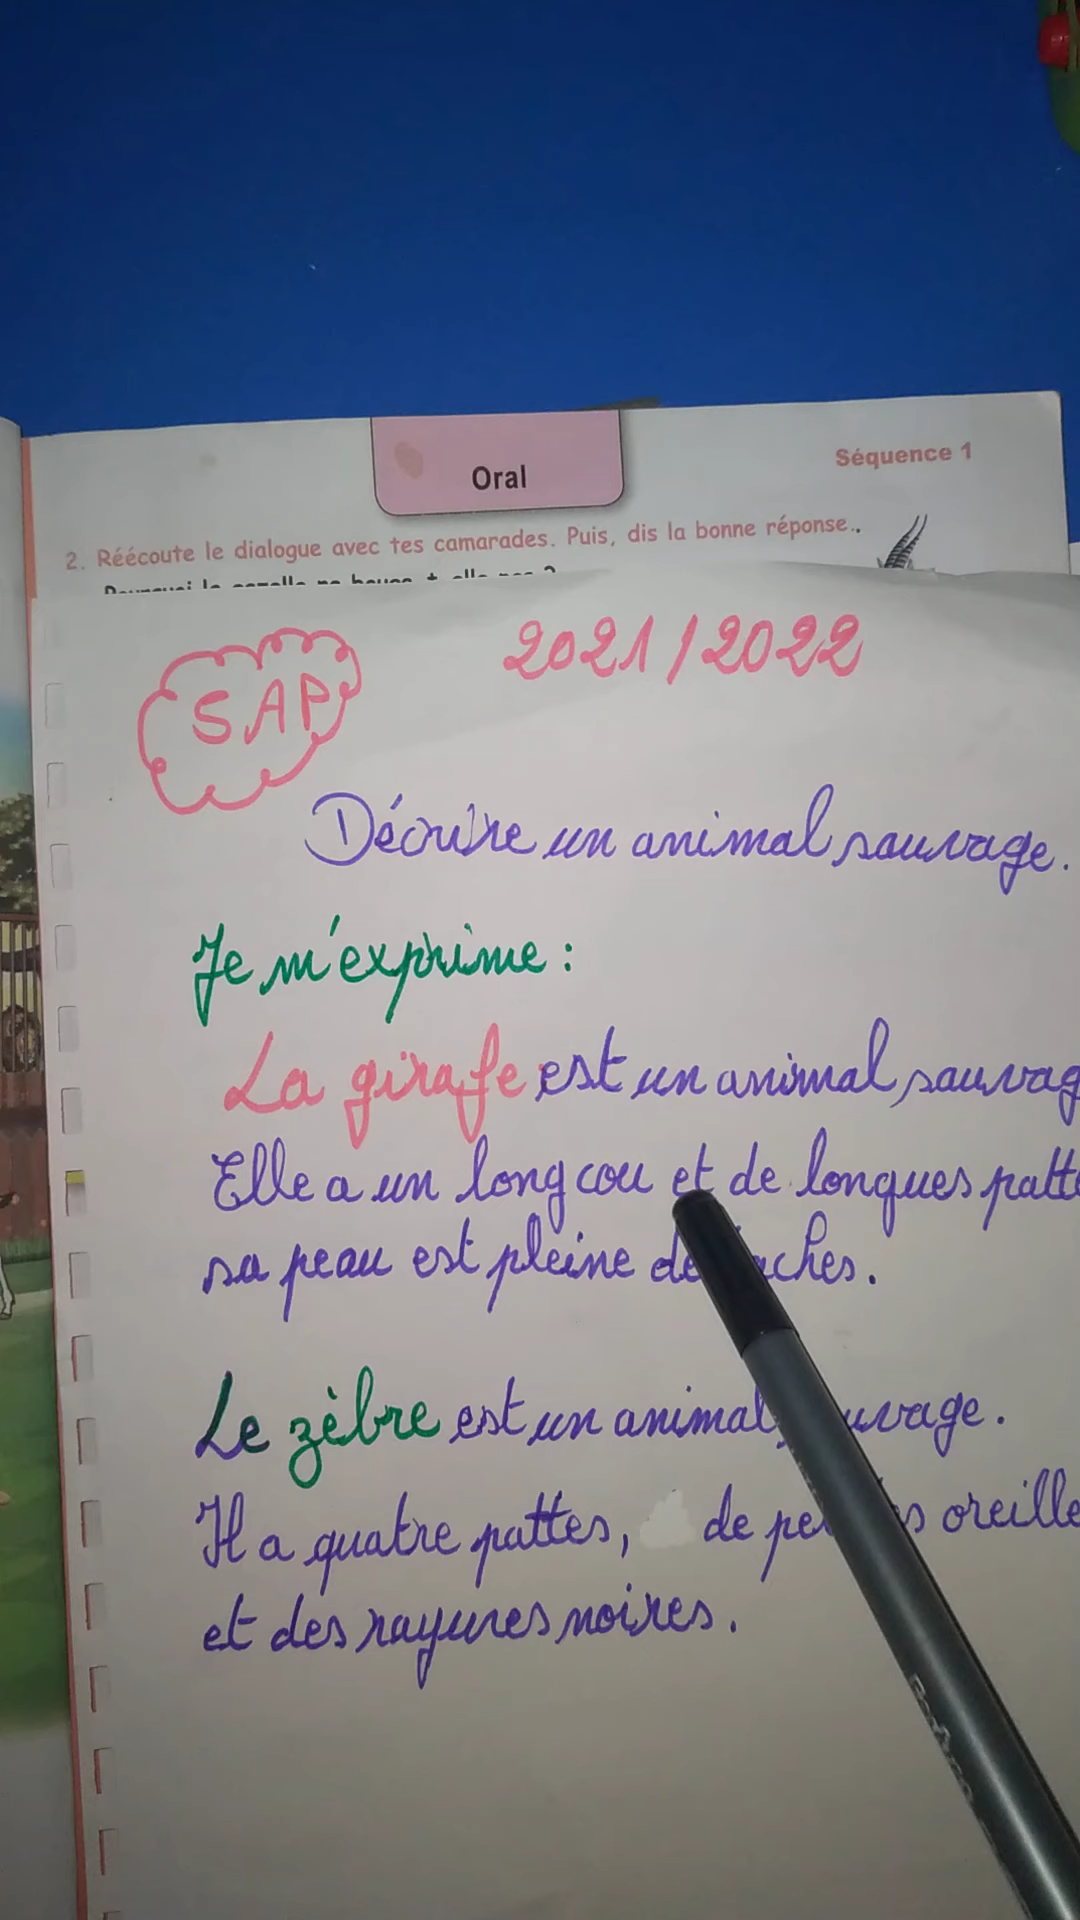 Oral
Séquence 1
2. Réécoute le dialogue avec tes camarades. Puis, dis la bonne réponse.
SAP
2021/2022
Décrire un animal sauvage.
Je m'exprime :
La girafe est un animal sauvag
Elle a un long cou et de longues patte
sa peau est pleine de aches.
Le zèbre est un animal uvage.
Il a quatre pattes, de pe s oreille
et des rayures noires.